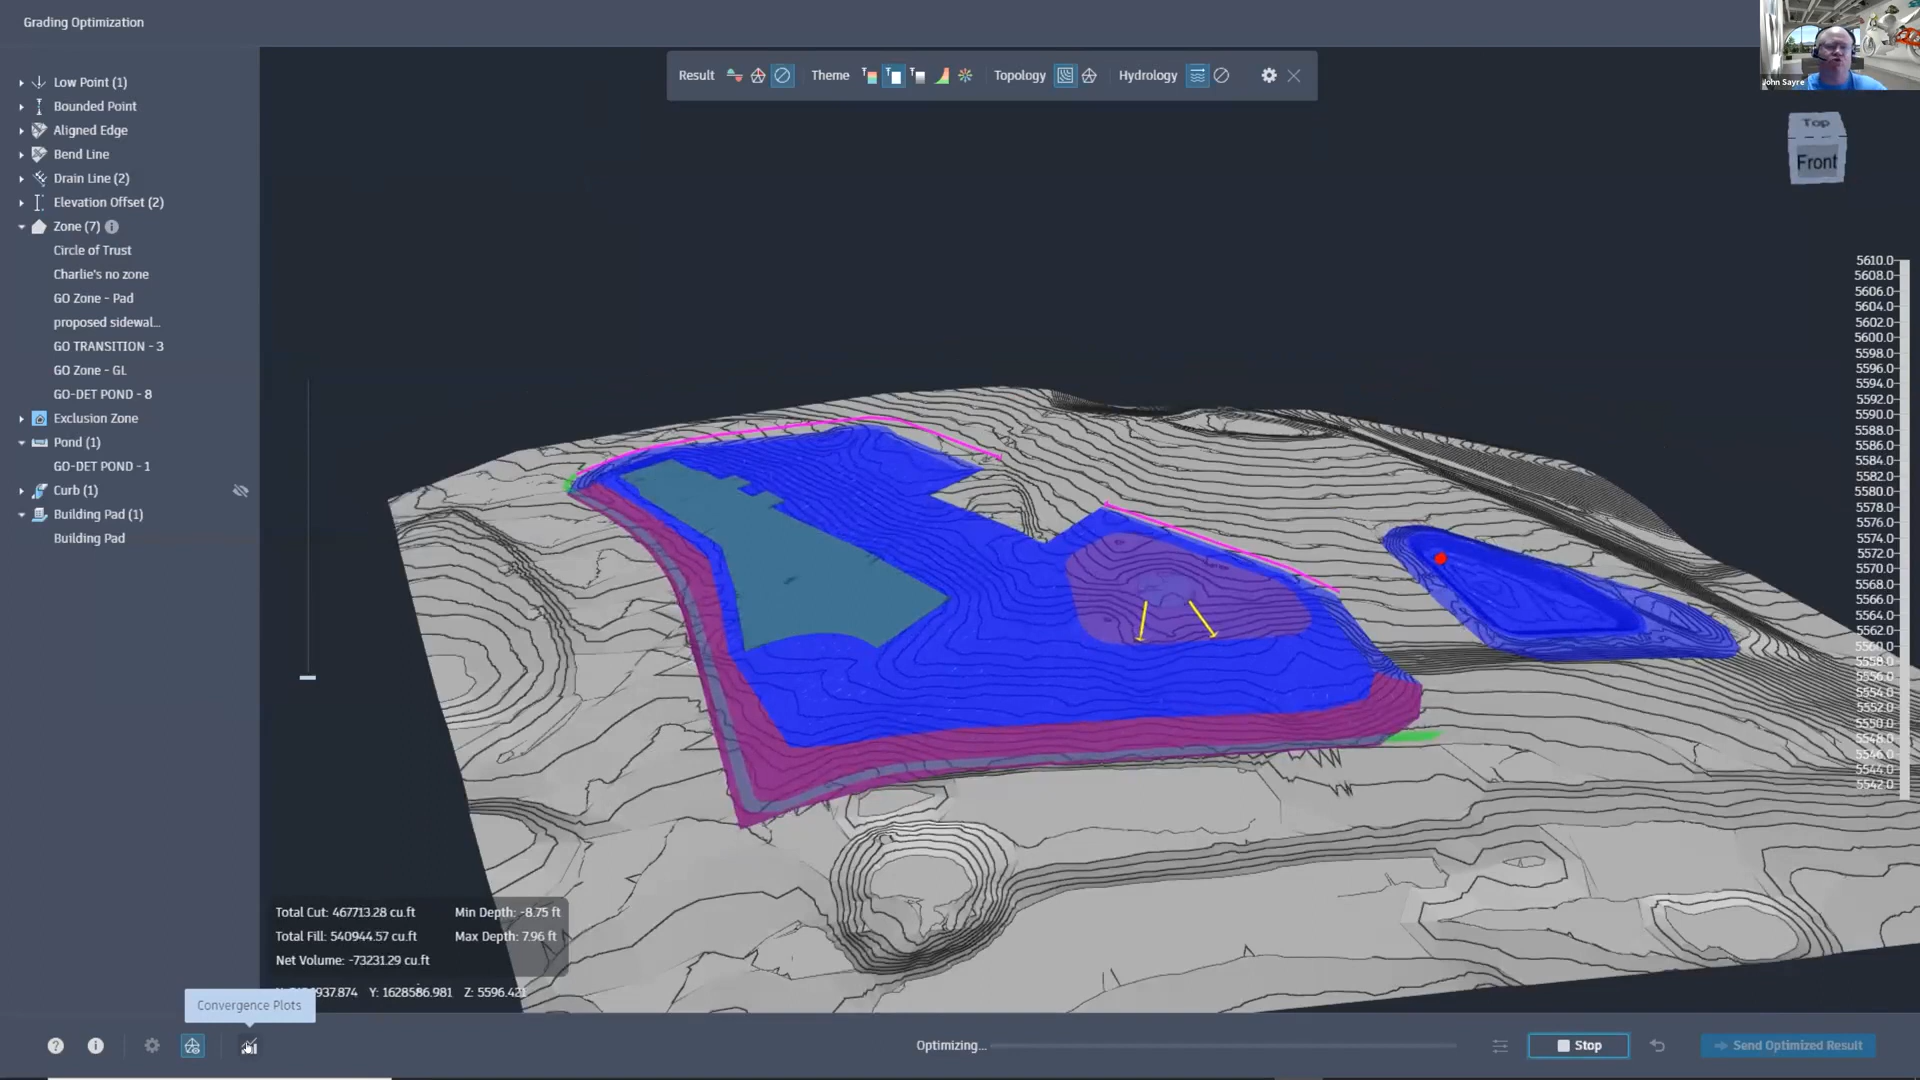 Grading Optimization
John Sayre
Result Theme Topology Hydrology
Top
Front
Low Point (1)
Bounded Point
Aligned Edge
Bend Line
Drain Line (2)
Elevation Offset (2)
Zone (7)
Circle of Trust
Charlie's no zone
GO Zone - Pad
proposed sidewal...
GO TRANSITION - 3
GO Zone - GL
GO-DET POND - 8
Exclusion Zone
Pond (1)
GO-DET POND - 1
Curb (1)
Building Pad (1)
Building Pad
5610.0
5608.0
5606.0
5604.0
5602.0
5600.0
5598.0
5596.0
5594.0
5592.0
5590.0
5588.0
5586.0
5584.0
5582.0
5580.0
5578.0
5576.0
5574.0
5572.0
5570.0
5568.0
5566.0
5564.0
5562.0
5560.0
5558.0
5556.0
5554.0
5552.0
5550.0
5548.0
5546.0
5544.0
5542.0
Total Cut: 467713.28 cu.ft Min Depth: -8.75 ft
Total Fill: 540944.57 cu.ft Max Depth: 7.96 ft
Net Volume: -73231.29 cu.ft
Y: 1628586.981 Z: 5596.421
Convergence Plots
Optimizing...
Stop
Send Optimized Result